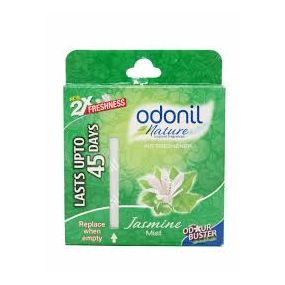 2X
FRESHNESS
LASTS UPTO
45 DAYS
odonil
Nature
AIR FRESHENER
Replace
when
empty
Jasmine
Mist
ODOUR
BUSTER